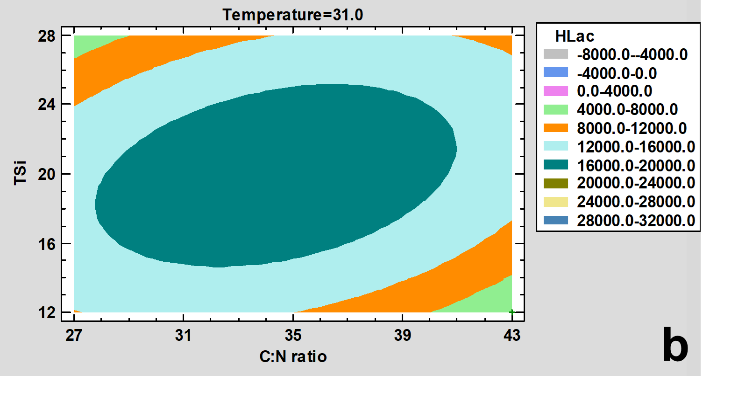 Temperature=31.0
HLac
-8000.0--4000.0
-4000.0-0.0
0.0-4000.0
4000.0-8000.0
8000.0-12000.0
12000.0-16000.0
16000.0-20000.0
20000.0-24000.0
24000.0-28000.0
28000.0-32000.0
TSi
28
24
20
16
12
27 31 35 39 43
C:N ratio
b